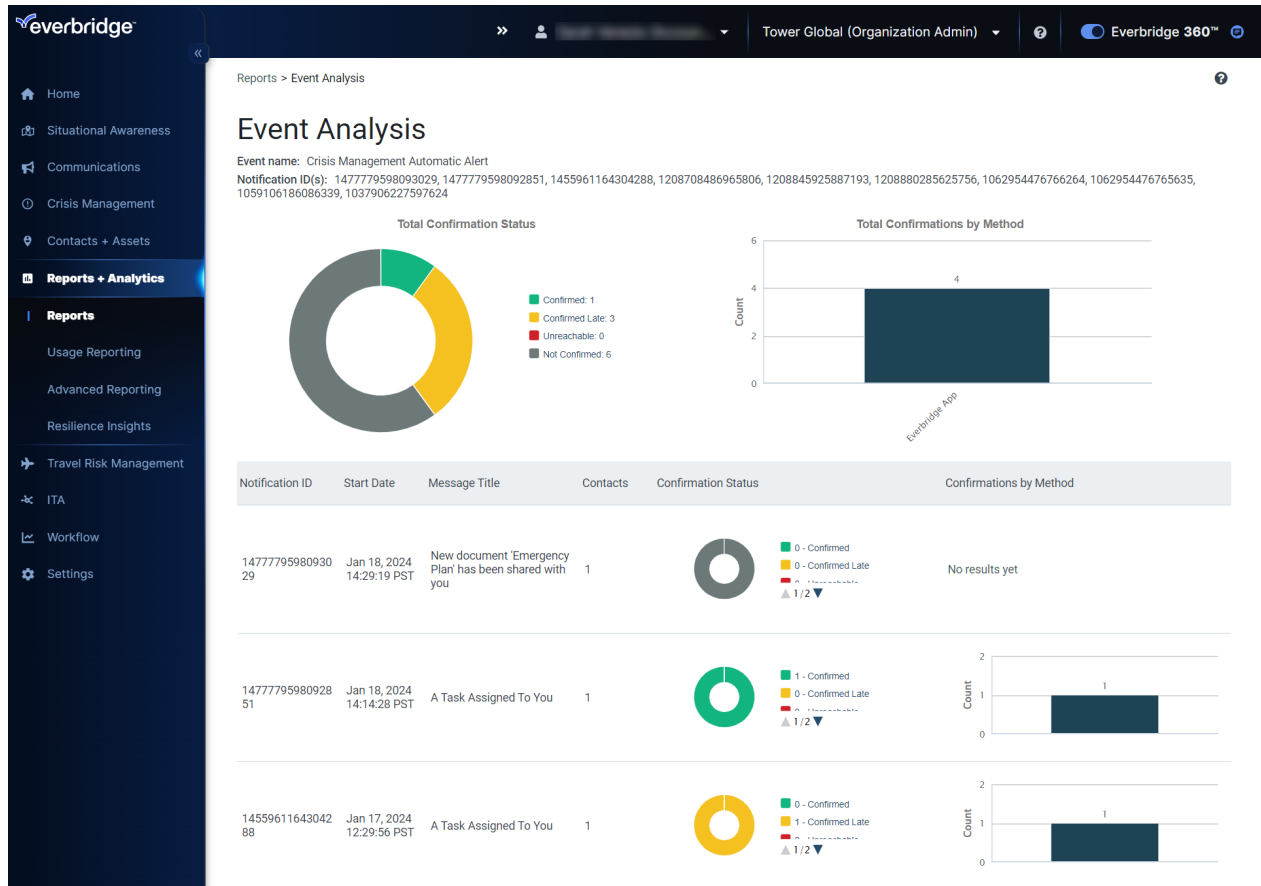 everbridge™
»
Tower Global (Organization Admin)
?
Everbridge 360™
«
Home
Situational Awareness
Communications
Crisis Management
Contacts + Assets
Reports + Analytics
Reports
Usage Reporting
Advanced Reporting
Resilience Insights
Travel Risk Management
ITA
Workflow
Settings
Reports > Event Analysis
?
Event Analysis
Event name: Crisis Management Automatic Alert
Notification ID(s): 1477779598093029, 1477779598092851, 1455961164304288, 1208708486965806, 1208845925887193, 1208880285625756, 1062954476766264, 1062954476765635,
1059106186086339, 1037906227597624
Total Confirmation Status
Confirmed: 1
Confirmed Late: 3
Unreachable: 0
Not Confirmed: 6
Total Confirmations by Method
6
4
2
0
Count
4
Everbridge App
Notification ID Start Date Message Title Contacts Confirmation Status Confirmations by Method
14777795980930
29
Jan 18, 2024
14:29:19 PST
New document 'Emergency
Plan' has been shared with
you
1
0 - Confirmed
0 - Confirmed Late
0 - Unreachable
1/2
No results yet
14777795980928
51
Jan 18, 2024
14:14:28 PST
A Task Assigned To You
1
1 - Confirmed
0 - Confirmed Late
0 - Unreachable
1/2
2
1
0
Count
1
14559611643042
88
Jan 17, 2024
12:29:56 PST
A Task Assigned To You
1
0 - Confirmed
1 - Confirmed Late
0 - Unreachable
1/2
2
1
0
Count
1